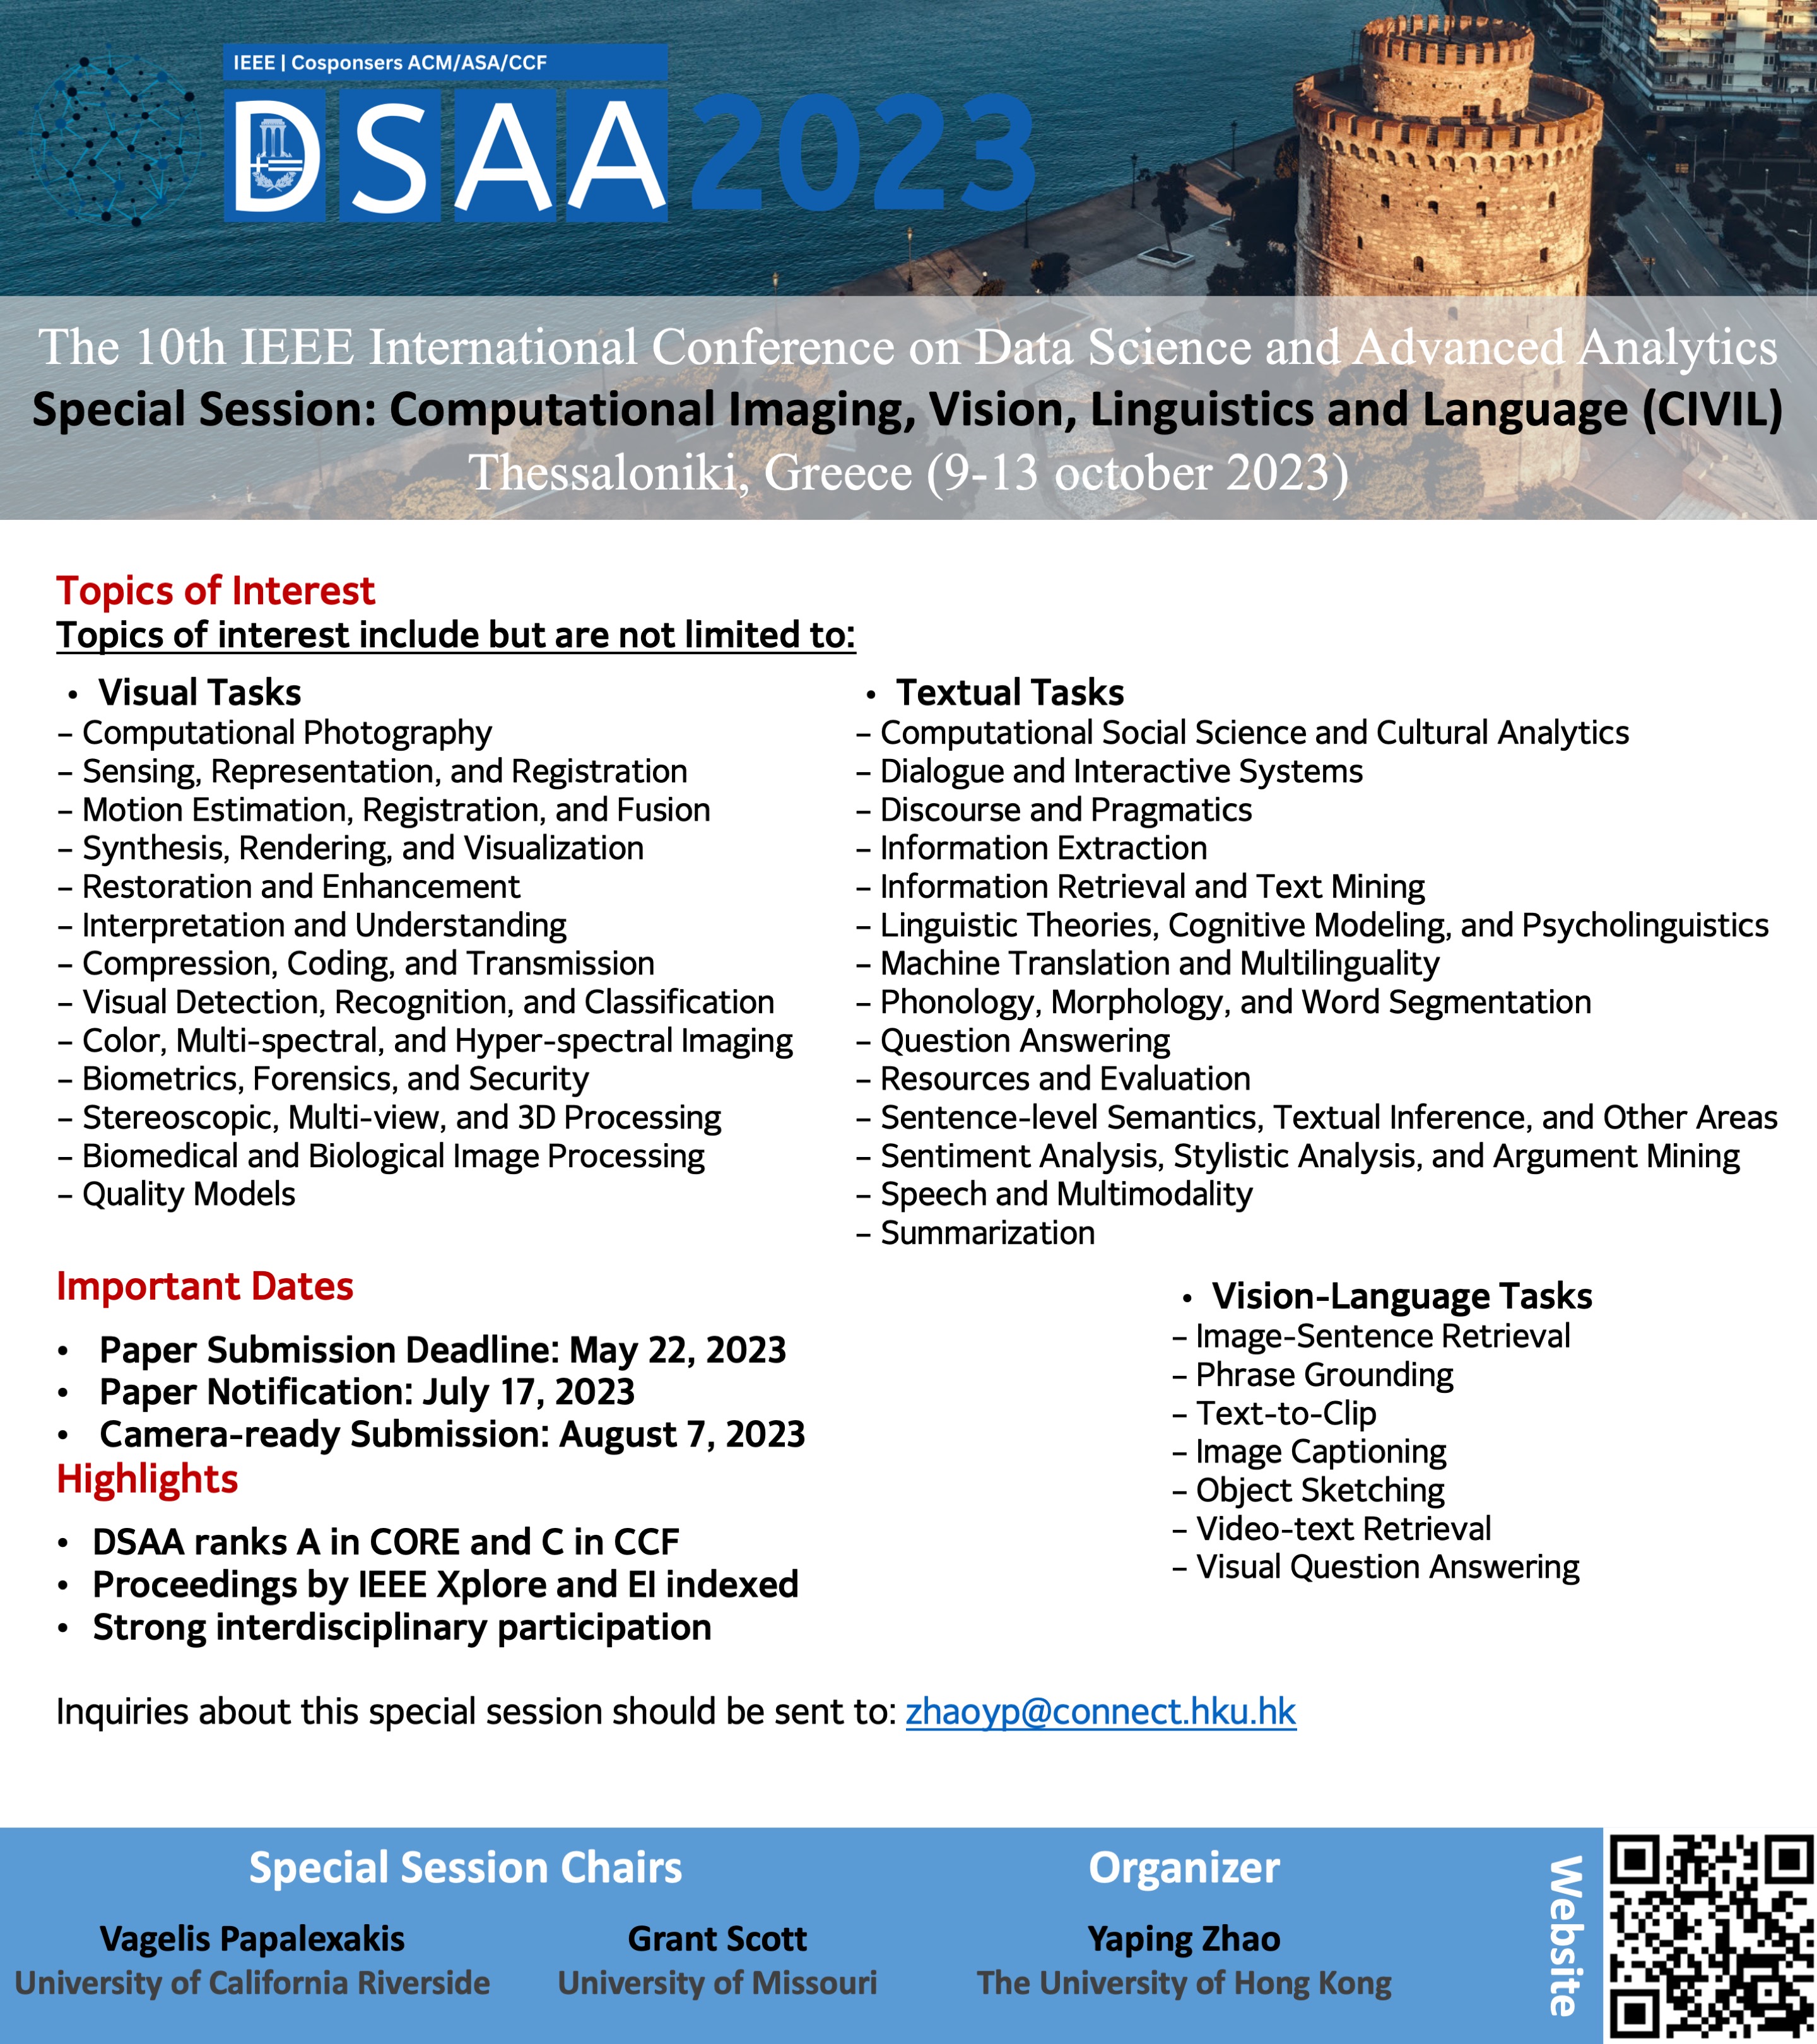 IEEE | Cosponsers ACM/ASA/CCF
DSAA 2023
The 10th IEEE International Conference on Data Science and Advanced Analytics
Special Session: Computational Imaging, Vision, Linguistics and Language (CIVIL)
Thessaloniki, Greece (9-13 october 2023)
Topics of Interest
Topics of interest include but are not limited to:
• Visual Tasks
– Computational Photography
– Sensing, Representation, and Registration
– Motion Estimation, Registration, and Fusion
– Synthesis, Rendering, and Visualization
– Restoration and Enhancement
– Interpretation and Understanding
– Compression, Coding, and Transmission
– Visual Detection, Recognition, and Classification
– Color, Multi-spectral, and Hyper-spectral Imaging
– Biometrics, Forensics, and Security
– Stereoscopic, Multi-view, and 3D Processing
– Biomedical and Biological Image Processing
– Quality Models
• Textual Tasks
– Computational Social Science and Cultural Analytics
– Dialogue and Interactive Systems
– Discourse and Pragmatics
– Information Extraction
– Information Retrieval and Text Mining
– Linguistic Theories, Cognitive Modeling, and Psycholinguistics
– Machine Translation and Multilinguality
– Phonology, Morphology, and Word Segmentation
– Question Answering
– Resources and Evaluation
– Sentence-level Semantics, Textual Inference, and Other Areas
– Sentiment Analysis, Stylistic Analysis, and Argument Mining
– Speech and Multimodality
– Summarization
• Vision-Language Tasks
– Image-Sentence Retrieval
– Phrase Grounding
– Text-to-Clip
– Image Captioning
– Object Sketching
– Video-text Retrieval
– Visual Question Answering
Important Dates
• Paper Submission Deadline: May 22, 2023
• Paper Notification: July 17, 2023
• Camera-ready Submission: August 7, 2023
Highlights
• DSAA ranks A in CORE and C in CCF
• Proceedings by IEEE Xplore and EI indexed
• Strong interdisciplinary participation
Inquiries about this special session should be sent to: zhaoyp@connect.hku.hk
Special Session Chairs
Vagelis Papalexakis
University of California Riverside
Grant Scott
University of Missouri
Organizer
Yaping Zhao
The University of Hong Kong
Website